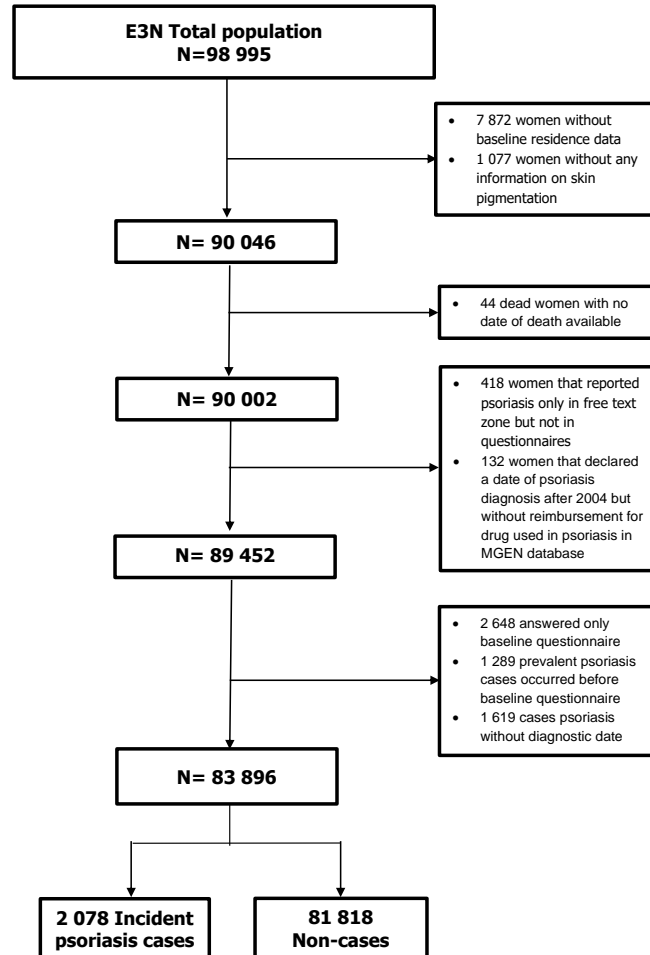 E3N Total population
N=98 995
• 7 872 women without
baseline residence data
• 1 077 women without any
information on skin
pigmentation
N= 90 046
• 44 dead women with no
date of death available
N= 90 002
• 418 women that reported
psoriasis only in free text
zone but not in
questionnaires
• 132 women that declared
a date of psoriasis
diagnosis after 2004 but
without reimbursement for
drug used in psoriasis in
MGEN database
N= 89 452
• 2 648 answered only
baseline questionnaire
• 1 289 prevalent psoriasis
cases occurred before
baseline questionnaire
• 1 619 cases psoriasis
without diagnostic date
N= 83 896
2 078 Incident
psoriasis cases
81 818
Non-cases